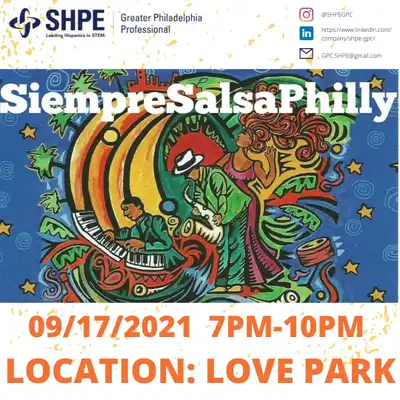 SHPE
Leading Hispanics in STEM
Greater Philadelphia
Professional
@SHPEGPC
https://www.linkedin.com/
company/shpe-gpc/
GPC.SHPE@gmail.com
SiempreSalsaPhilly
09/17/2021 7PM-10PM
LOCATION: LOVE PARK